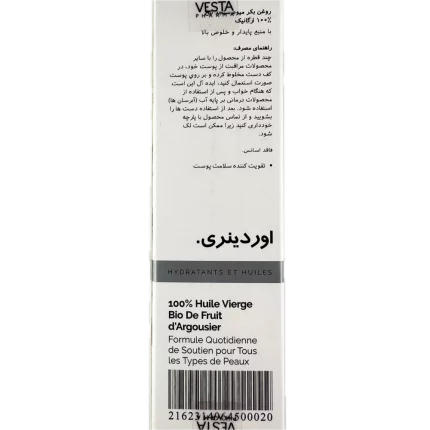 VESTA
PHARMA
روغن بکر میوه
۱۰۰٪ ارگانیک
با منبع پایدار و خلوص بالا
راهنمای مصرف:
چند قطره از محصول را با سایر
محصولات مراقبت از پوست خود، در
کف دست مخلوط کرده و بر روی پوست
صورت استعمال کنید. ایده آل این است
که هنگام خواب و پس از استفاده از
محصولات درمانی بر پایه آب (آبرسان ها)
استفاده شود. بعد از استفاده دست ها را
بشویید و از تماس محصول با پارچه
خودداری کنید زیرا ممکن است لک
شود.
فاقد اسانس.
• تقویت کننده سلامت پوست
اوردینری.
HYDRATANTS ET HUILES
100% Huile Vierge
Bio De Fruit
d'Argousier
Formule Quotidienne
de Soutien pour Tous
les Types de Peaux
2162314964500020
VESTA